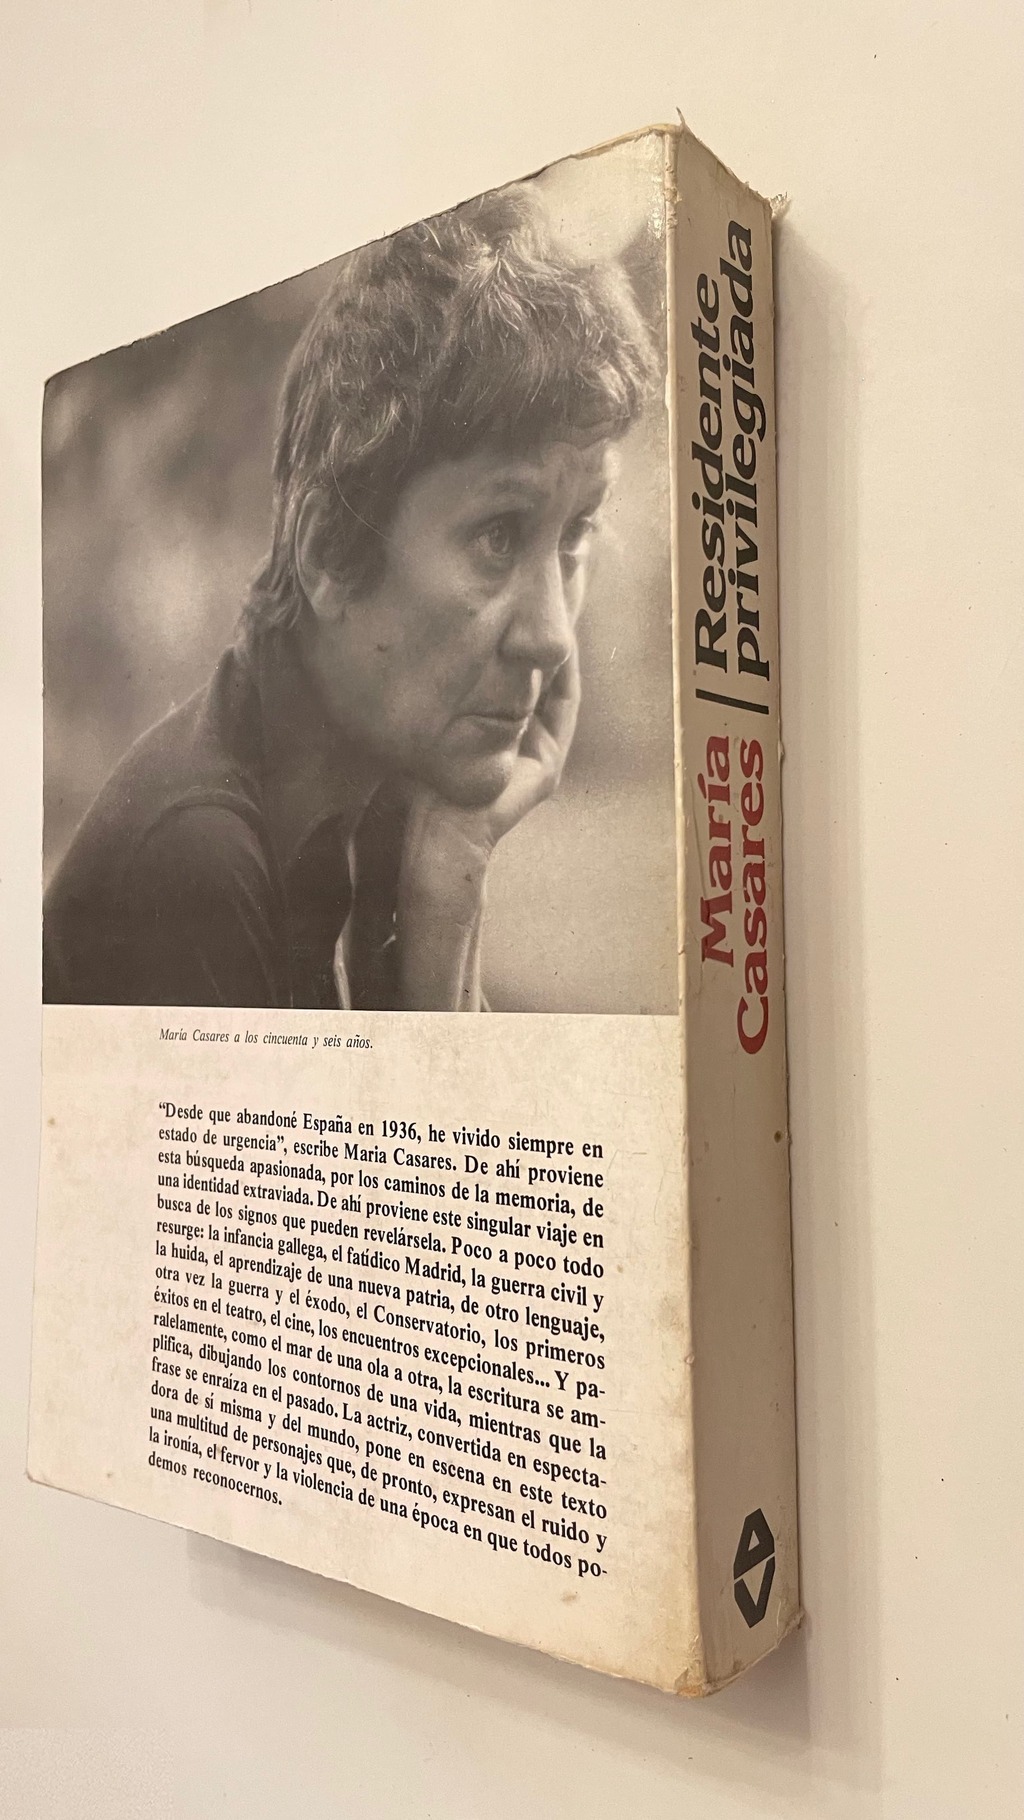 María Casares a los cincuenta y seis años.
“Desde que abandoné España en 1936, he vivido siempre en
estado de urgencia”, escribe Maria Casares. De ahí proviene
esta búsqueda apasionada, por los caminos de la memoria, de
una identidad extraviada. De ahí proviene este singular viaje en
busca de los signos que pueden revelársela. Poco a poco todo
resurge: la infancia gallega, el fatídico Madrid, la guerra civil y
la huida, el aprendizaje de una nueva patria, de otro lenguaje,
otra vez la guerra y el éxodo, el Conservatorio, los primeros
éxitos en el teatro, el cine, los encuentros excepcionales... Y pa-
ralelamente, como el mar de una ola a otra, la escritura se am-
plifica, dibujando los contornos de una vida, mientras que la
frase se enraíza en el pasado. La actriz, convertida en especta-
dora de sí misma y del mundo, pone en escena en este texto
una multitud de personajes que, de pronto, expresan el ruido y
la ironía, el fervor y la violencia de una época en que todos po-
demos reconocernos.
María
Casares
Residente
privilegiada